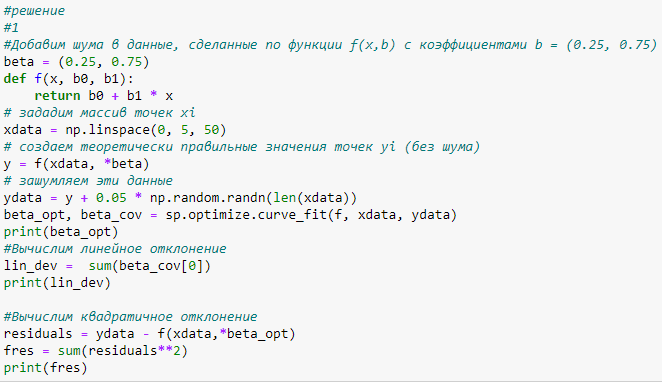 #решение
#1
#Добавим шума в данные, сделанные по функции f(x,b) с коэффициентами b = (0.25, 0.75)
beta = (0.25, 0.75)
def f(x, b0, b1):
    return b0 + b1 * x
# зададим массив точек xi
xdata = np.linspace(0, 5, 50)
# создаем теоретически правильные значения точек yi (без шума)
y = f(xdata, *beta)
# зашумляем эти данные
ydata = y + 0.05 * np.random.randn(len(xdata))
beta_opt, beta_cov = sp.optimize.curve_fit(f, xdata, ydata)
print(beta_opt)
#Вычислим линейное отклонение
lin_dev =  sum(beta_cov[0])
print(lin_dev)

#Вычислим квадратичное отклонение
residuals = ydata - f(xdata,*beta_opt)
fres = sum(residuals**2)
print(fres)